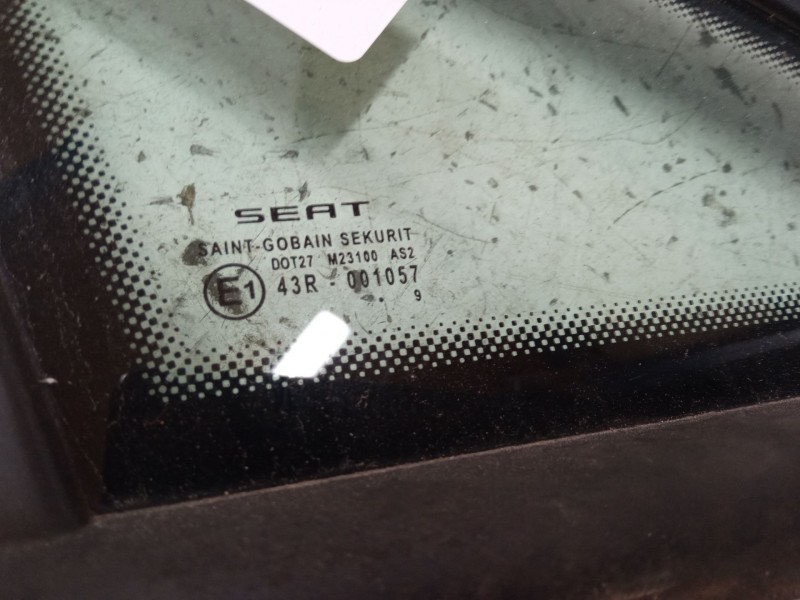 SEAT
SAINT-GOBAIN SEKURIT
DOT27 M23100 AS2
E1 43R - 001057
9